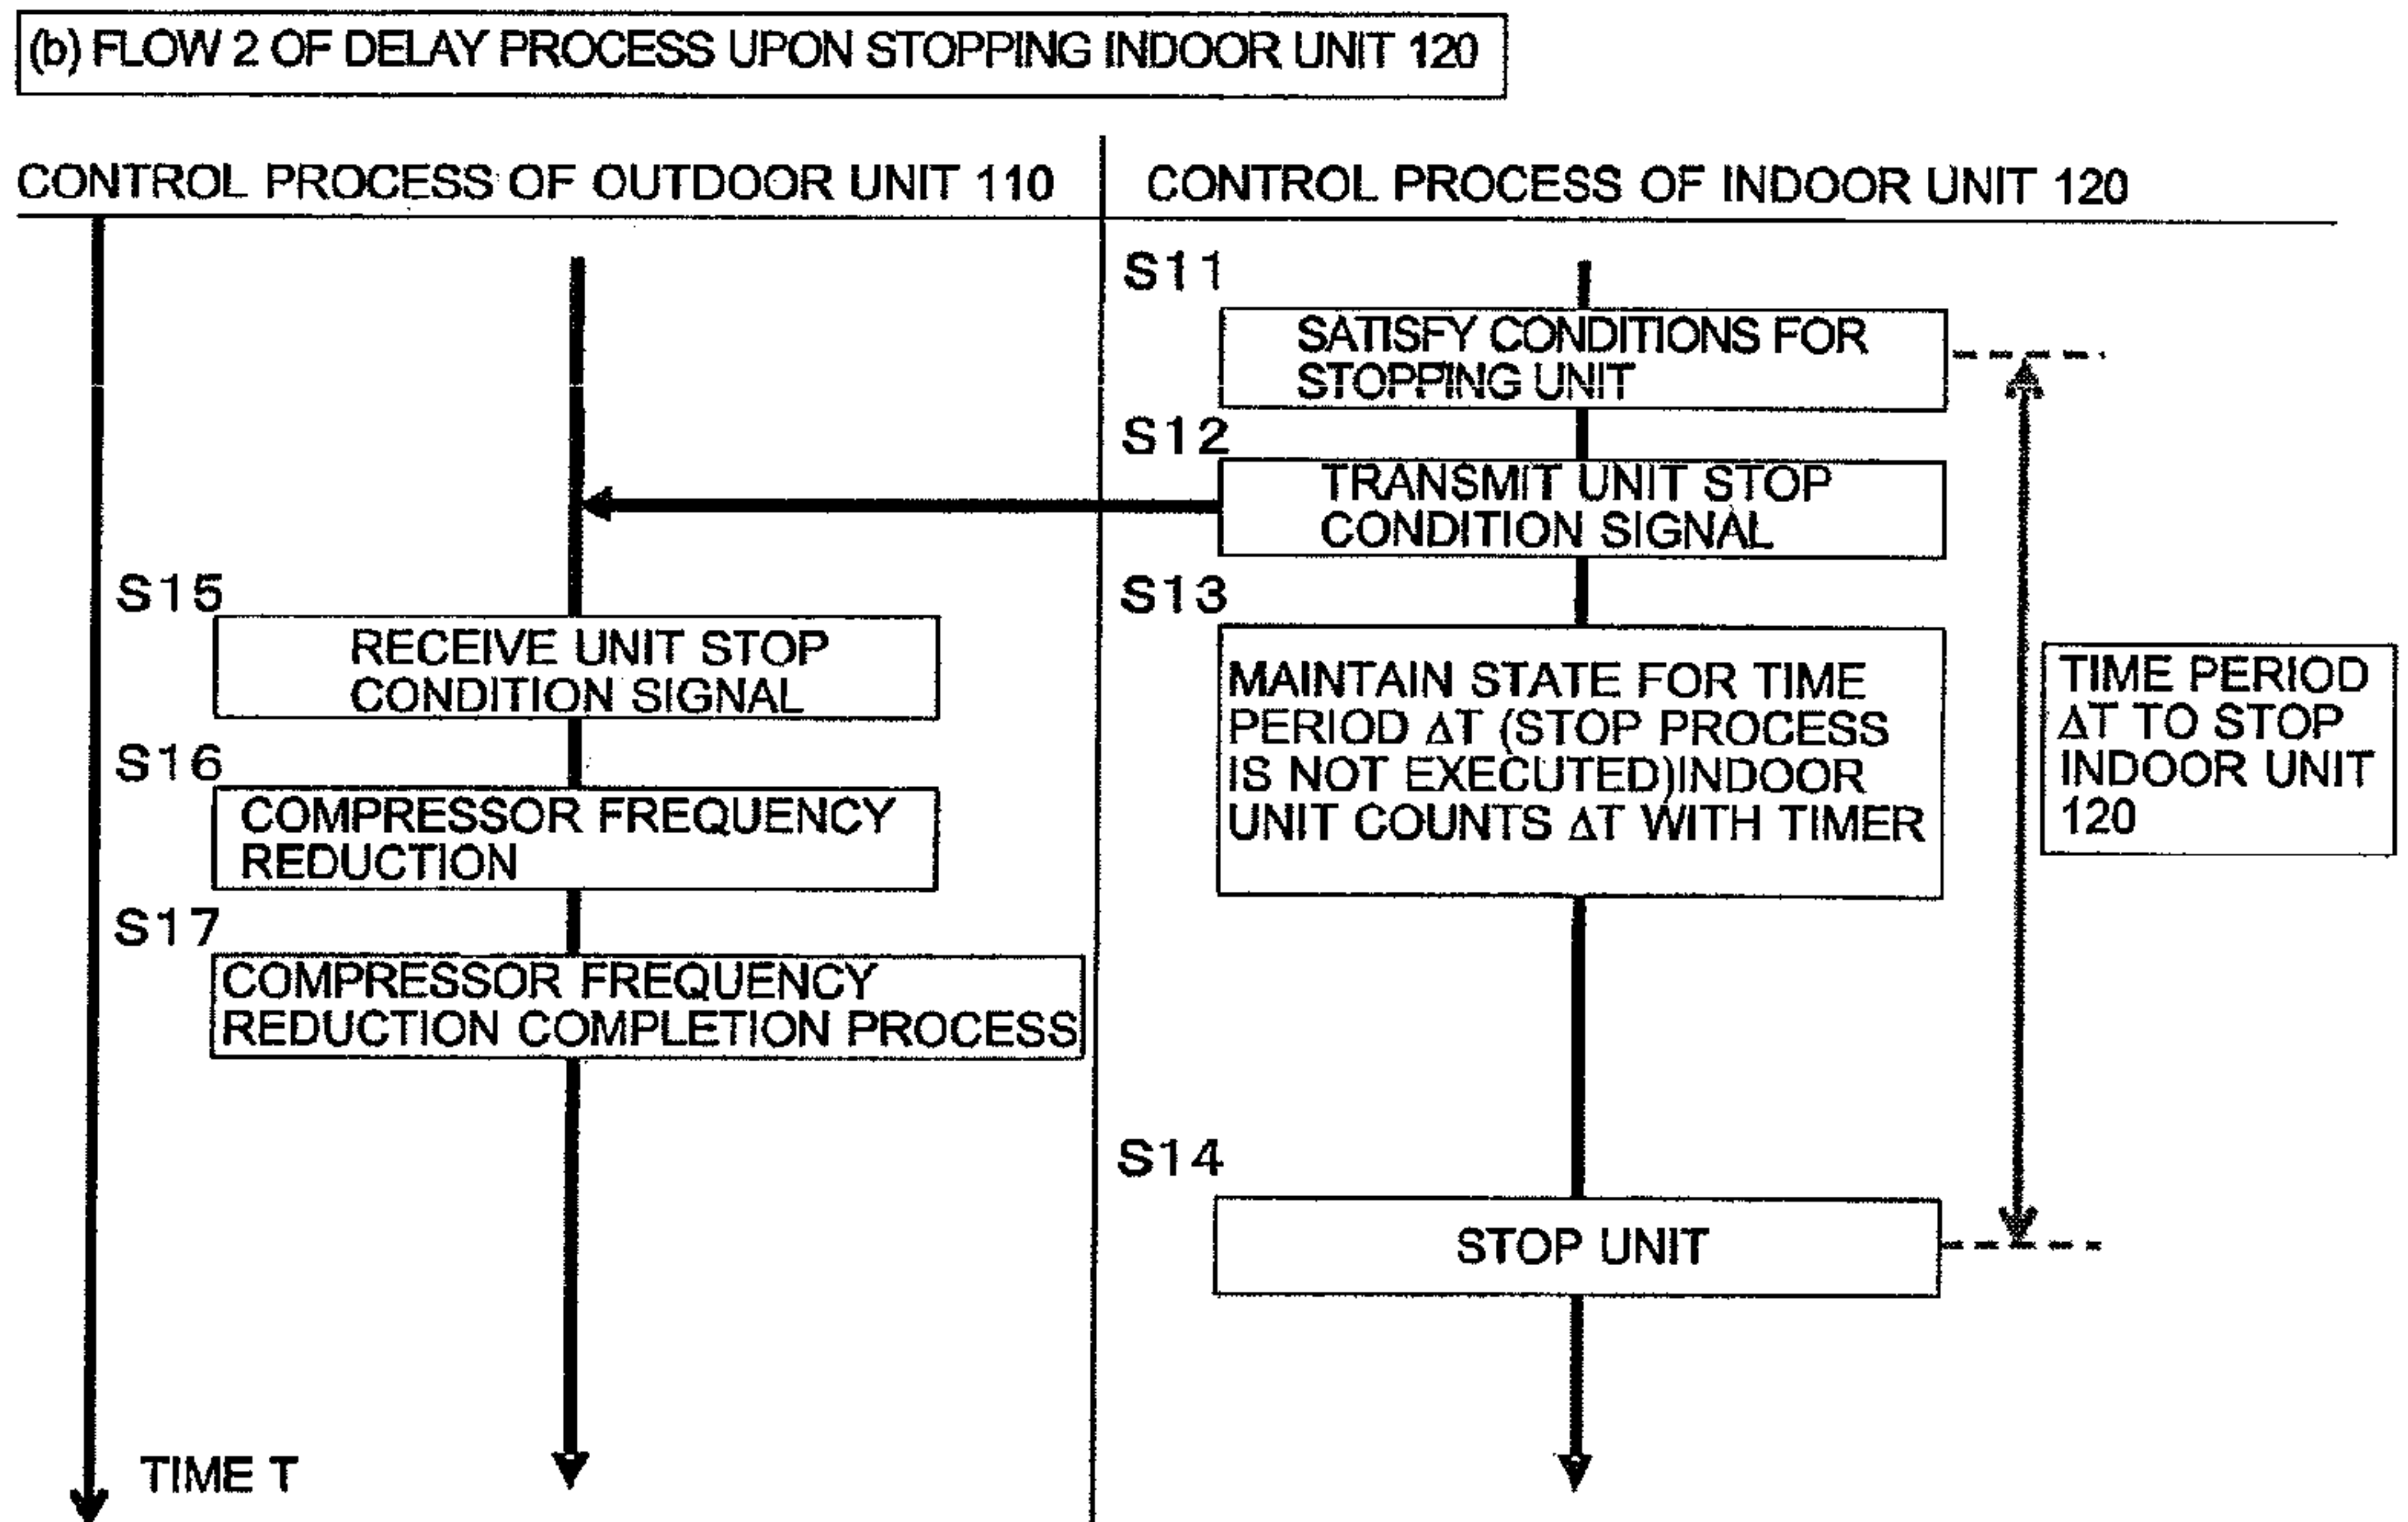 (b) FLOW 2 OF DELAY PROCESS UPON STOPPING INDOOR UNIT 120
CONTROL PROCESS OF OUTDOOR UNIT 110
CONTROL PROCESS OF INDOOR UNIT 120
S11
SATISFY CONDITIONS FOR
STOPPING UNIT
S12
TRANSMIT UNIT STOP
CONDITION SIGNAL
S15
RECEIVE UNIT STOP
CONDITION SIGNAL
S13
MAINTAIN STATE FOR TIME
PERIOD ΔT (STOP PROCESS
IS NOT EXECUTED)INDOOR
UNIT COUNTS ΔT WITH TIMER
TIME PERIOD
ΔT TO STOP
INDOOR UNIT
120
S16
COMPRESSOR FREQUENCY
REDUCTION
S17
COMPRESSOR FREQUENCY
REDUCTION COMPLETION PROCESS
S14
STOP UNIT
TIME T